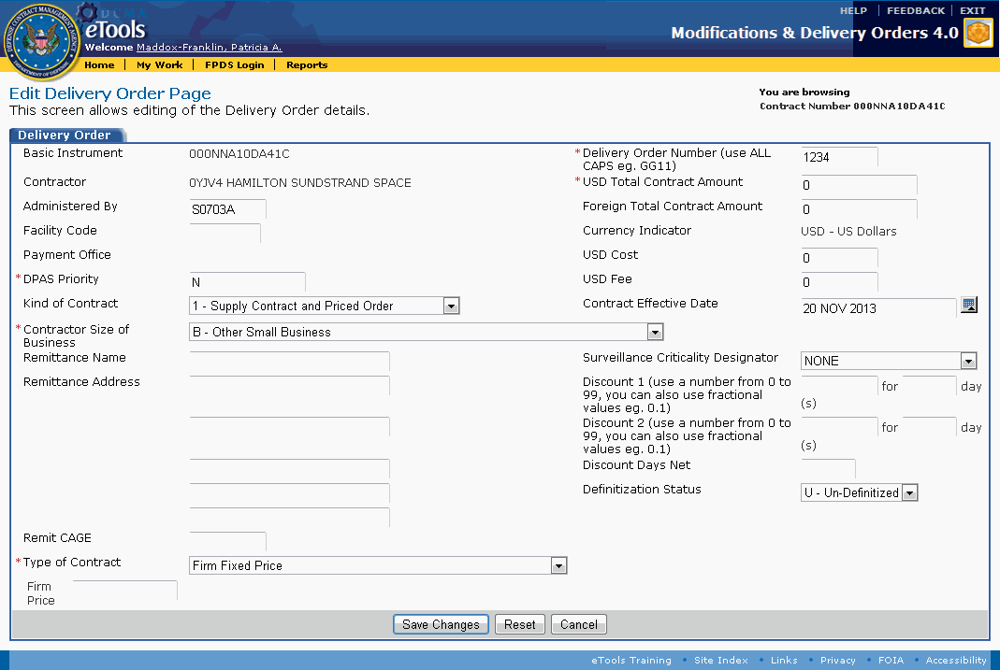 DCMA
eTools
Welcome Maddox-Franklin, Patricia A.
HELP | FEEDBACK | EXIT
Modifications & Delivery Orders 4.0
DEFENSE CONTRACT MANAGEMENT AGENCY
DEPARTMENT OF DEFENSE
Home | My Work | FPDS Login | Reports
Edit Delivery Order Page
This screen allows editing of the Delivery Order details.
You are browsing
Contract Number 000NNA10DA41C
Delivery Order
Basic Instrument 000NNA10DA41C
Contractor 0YJV4 HAMILTON SUNDSTRAND SPACE
Administered By S0703A
Facility Code
Payment Office
*DPAS Priority N
Kind of Contract 1 - Supply Contract and Priced Order
*Contractor Size of
Business B - Other Small Business
Remittance Name
Remittance Address
Remit CAGE
*Type of Contract Firm Fixed Price
Firm
Price
*Delivery Order Number (use ALL
CAPS eg. GG11) 1234
*USD Total Contract Amount 0
Foreign Total Contract Amount 0
Currency Indicator USD - US Dollars
USD Cost 0
USD Fee 0
Contract Effective Date 20 NOV 2013
Surveillance Criticality Designator NONE
Discount 1 (use a number from 0 to
99, you can also use fractional
values eg. 0.1) for day
(s)
Discount 2 (use a number from 0 to
99, you can also use fractional
values eg. 0.1) for day
(s)
Discount Days Net
Definitization Status U - Un-Definitized
Save Changes Reset Cancel
eTools Training • Site Index • Links • Privacy • FOIA • Accessibility